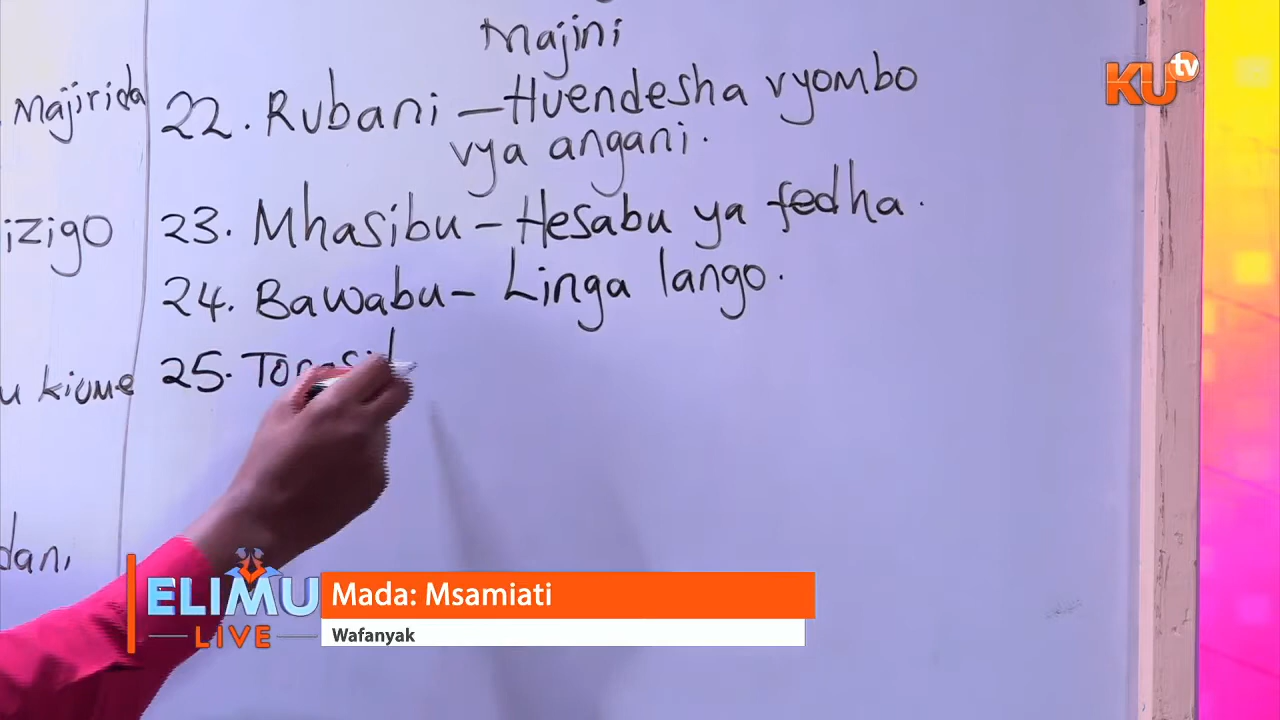 Majini
Majirida
22. Rubani – Huendesha vyombo
vya angani.
izigo
23. Mhasibu – Hesabu ya fedha.
24. Bawabu – Linga lango.
u kiume
25.
dani
KU tv
ELIMU
LIVE
Mada: Msamiati
Wafanyak